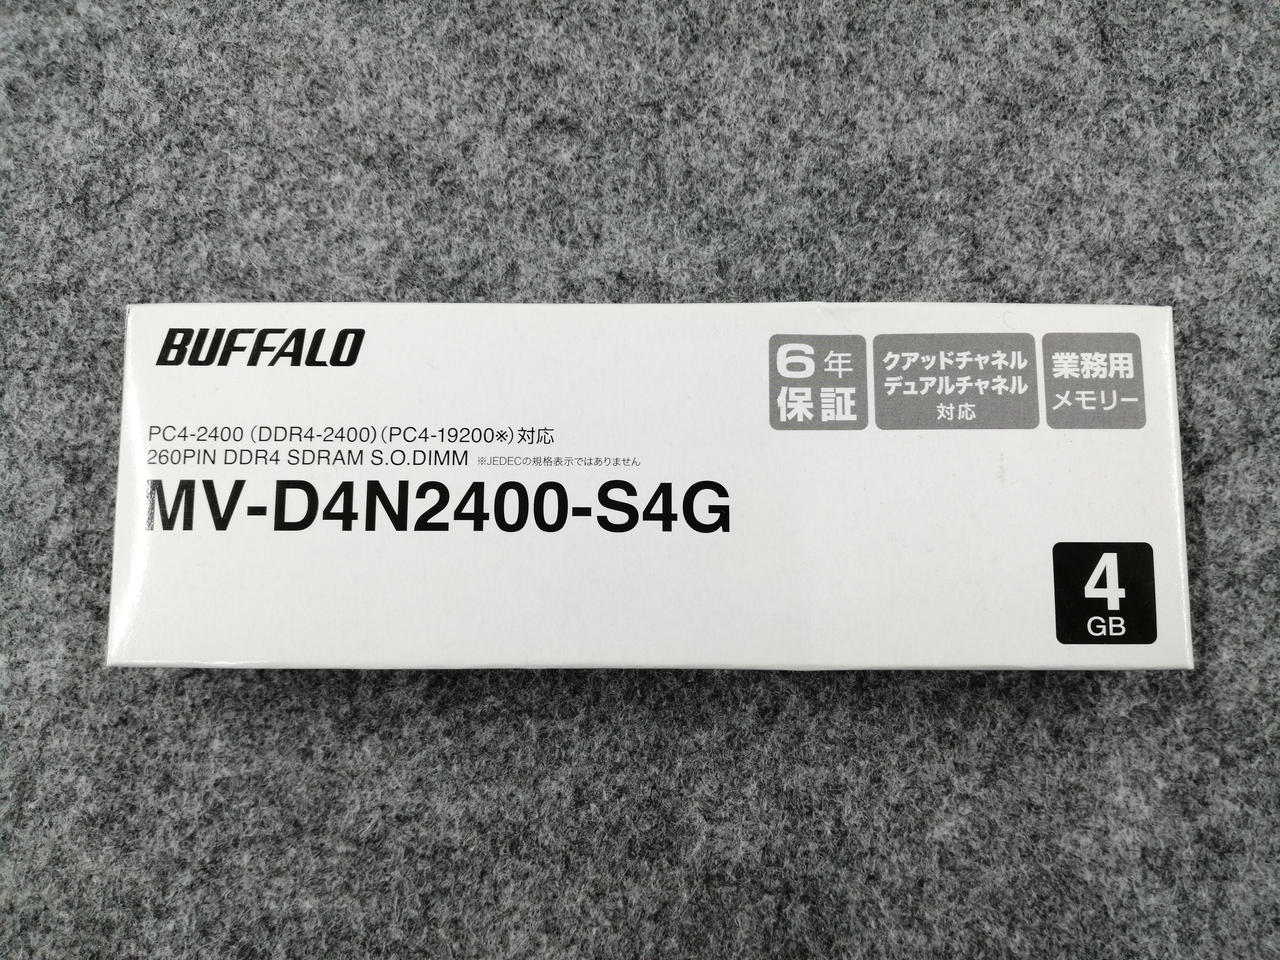 BUFFALO
6年
保証
クアッドチャネル
デュアルチャネル
対応
業務用
メモリー
PC4-2400 (DDR4-2400)(PC4-19200※)対応
260PIN DDR4 SDRAM S.O.DIMM ※JEDECの規格表示ではありません
MV-D4N2400-S4G
4
GB